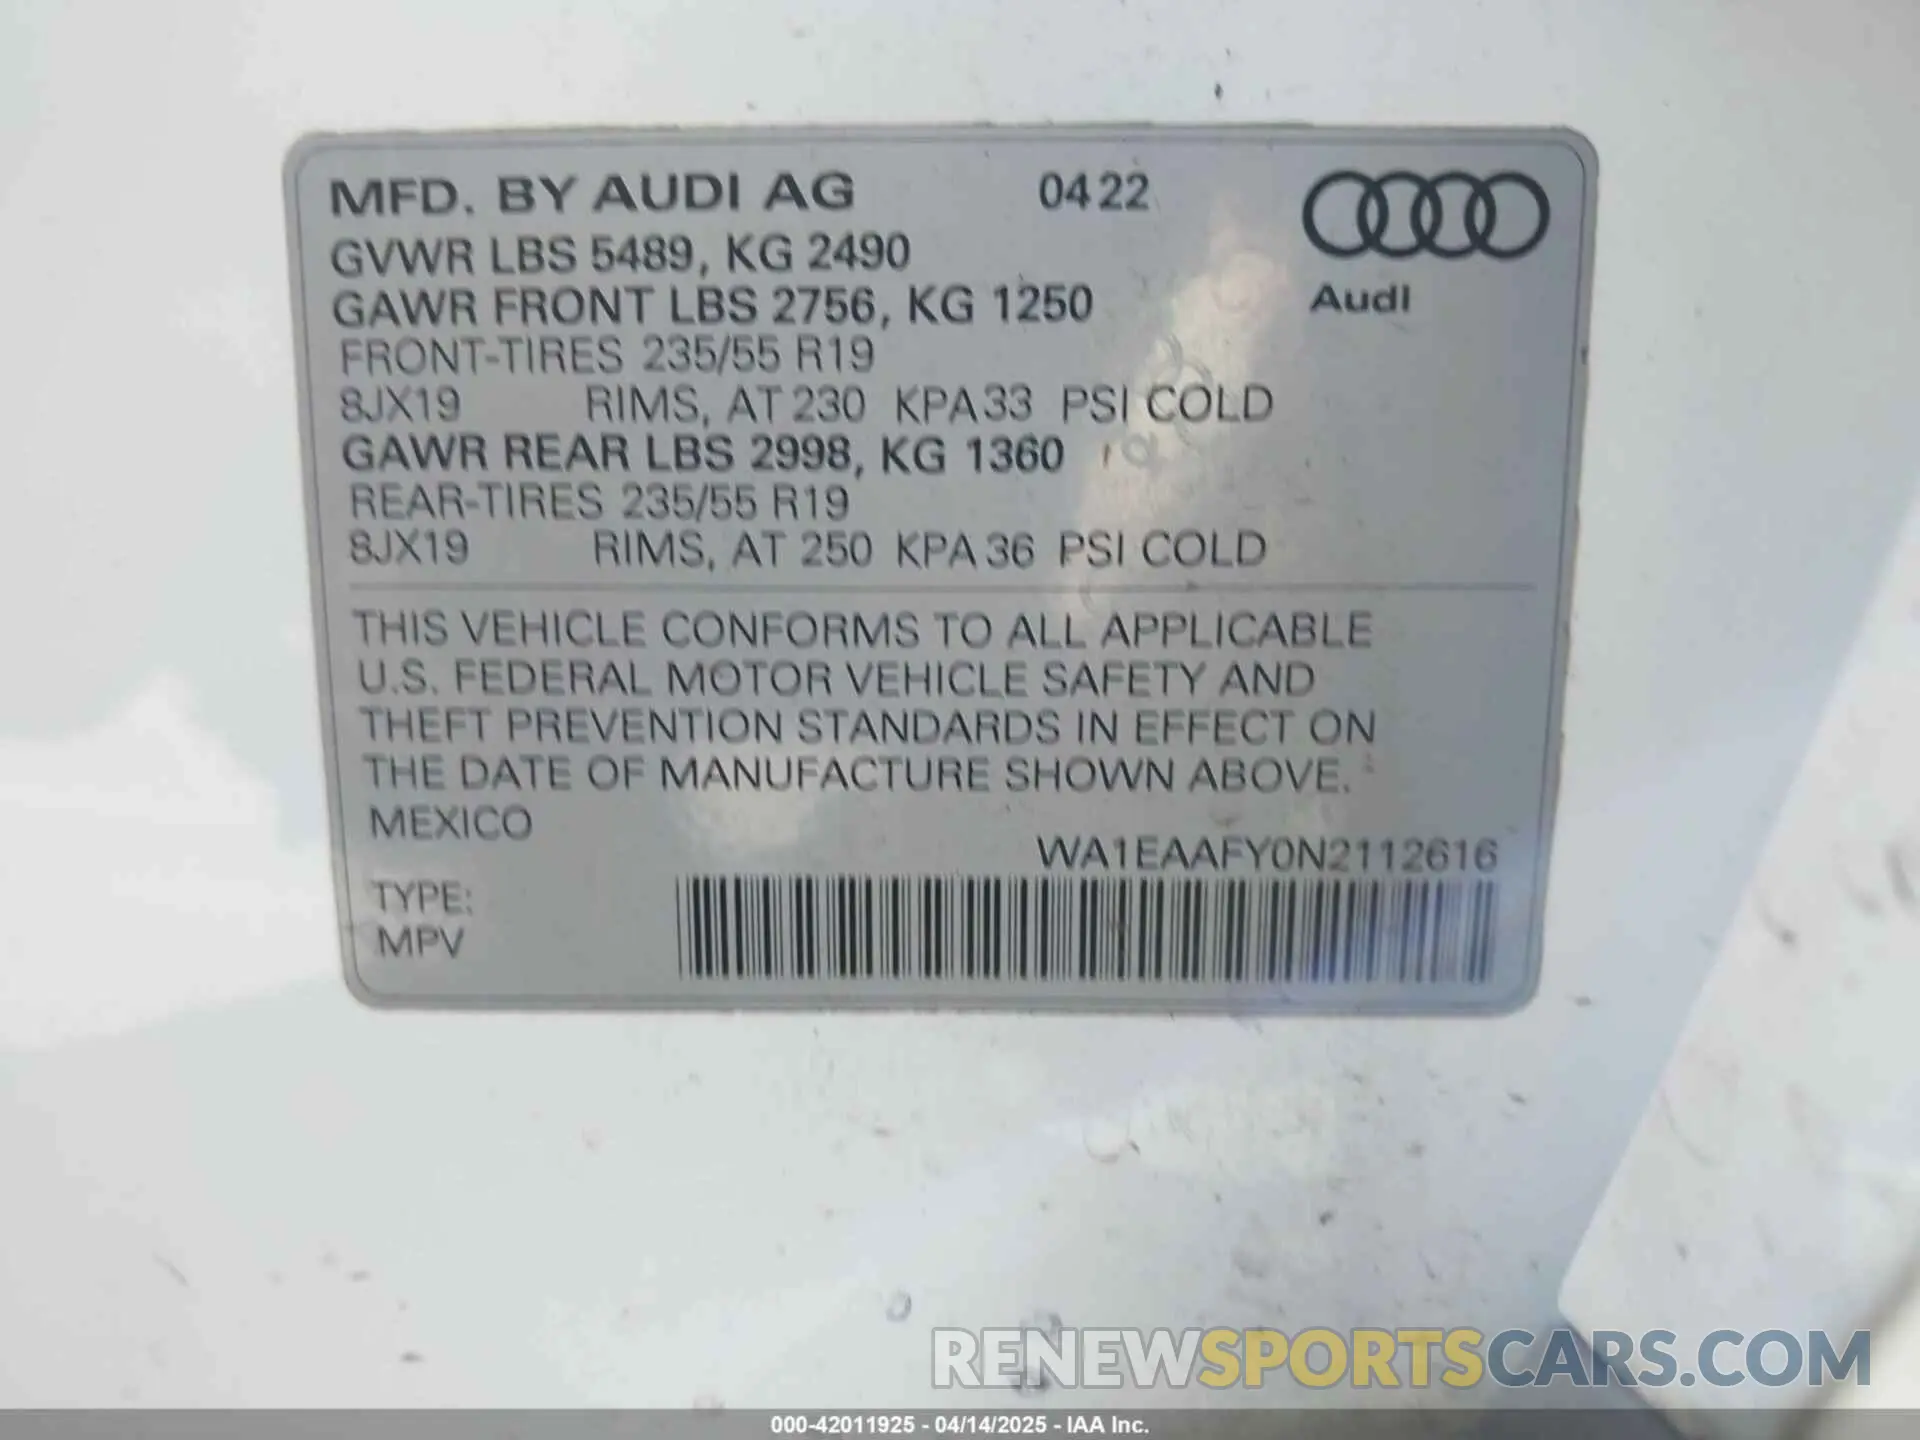 MFD. BY AUDI AG 04 22
GVWR LBS 5489, KG 2490
GAWR FRONT LBS 2756, KG 1250
Audi
FRONT-TIRES 235/55 R19
8JX19 RIMS, AT 230 KPA 33 PSI COLD
GAWR REAR LBS 2998, KG 1360
REAR-TIRES 235/55 R19
8JX19 RIMS, AT 250 KPA 36 PSI COLD
THIS VEHICLE CONFORMS TO ALL APPLICABLE
U.S. FEDERAL MOTOR VEHICLE SAFETY AND
THEFT PREVENTION STANDARDS IN EFFECT ON
THE DATE OF MANUFACTURE SHOWN ABOVE.
MEXICO
WA1EAAFY0N2112616
TYPE:
MPV
RENEWSPORTSCARS.COM
000-42011925 - 04/14/2025 - IAA Inc.